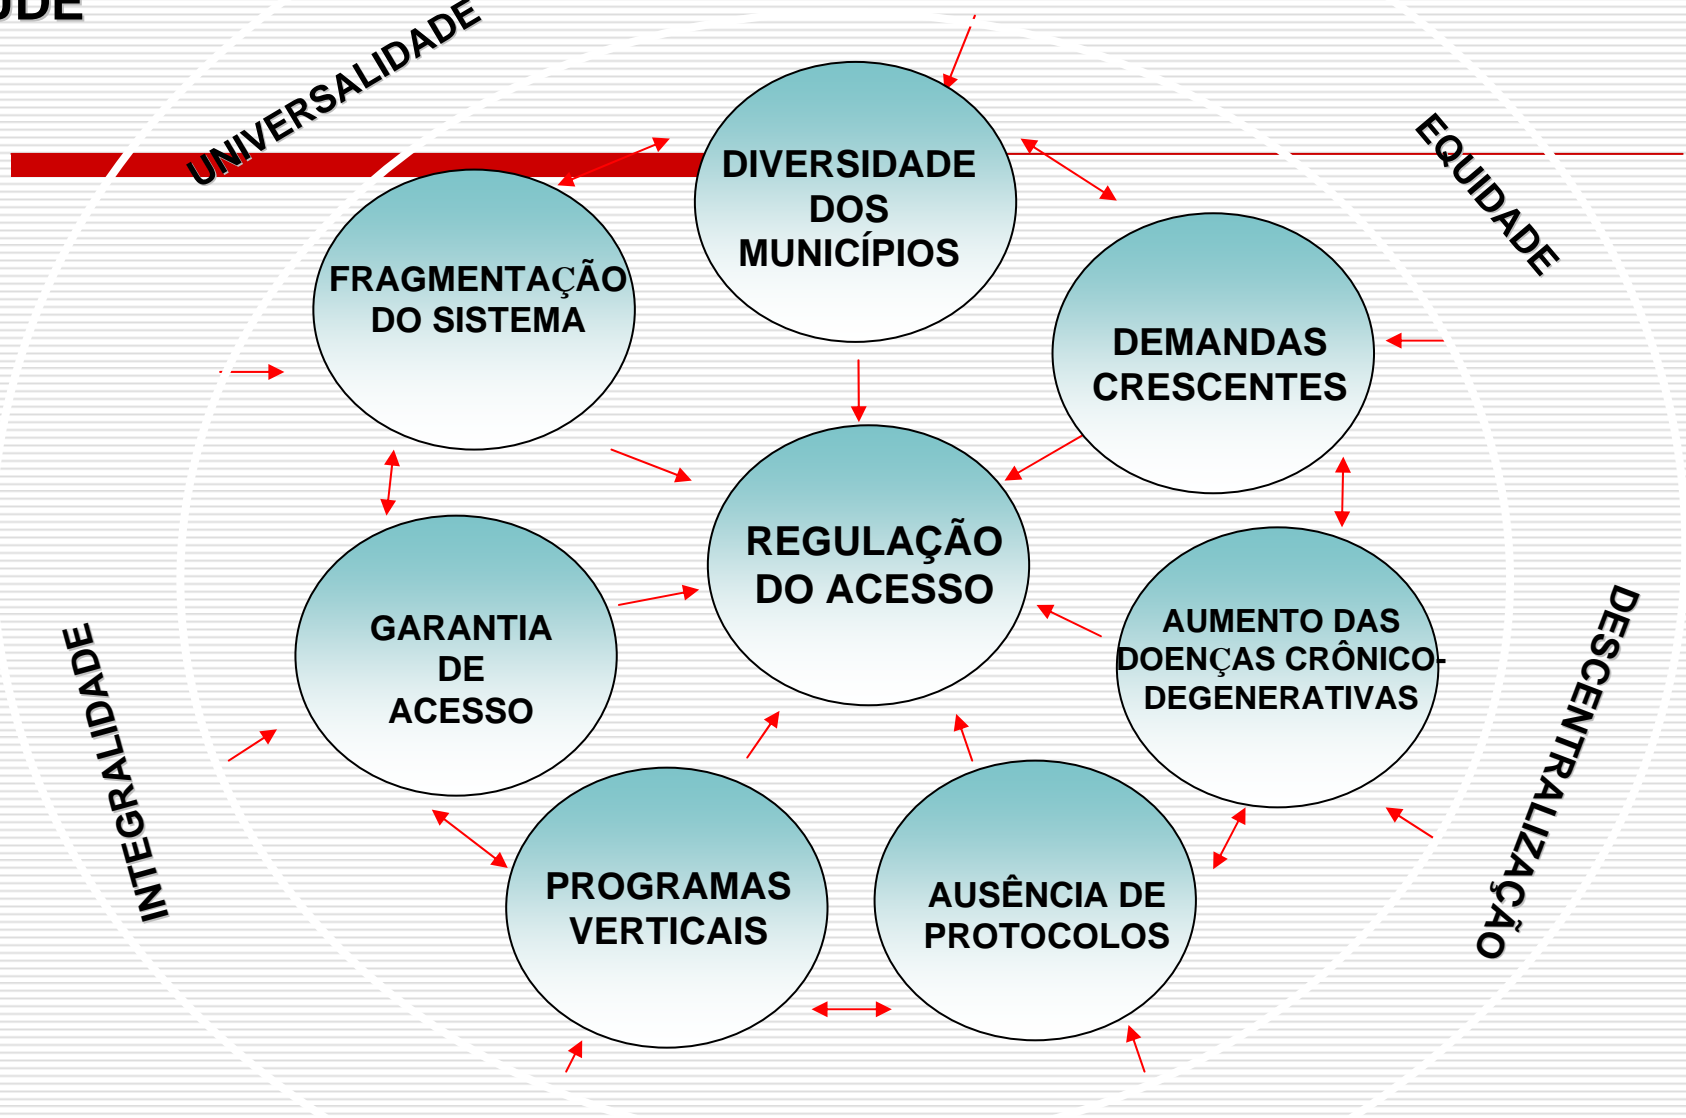 UNIVERSALIDADE
EQUIDADE
DIVERSIDADE
DOS
MUNICÍPIOS
FRAGMENTAÇÃO
DO SISTEMA
DEMANDAS
CRESCENTES
REGULAÇÃO
DO ACESSO
GARANTIA
DE
ACESSO
AUMENTO DAS
DOENÇAS CRÔNICO-
DEGENERATIVAS
INTEGRALIDADE
DESCENTRALIZAÇÃO
PROGRAMAS
VERTICAIS
AUSÊNCIA DE
PROTOCOLOS